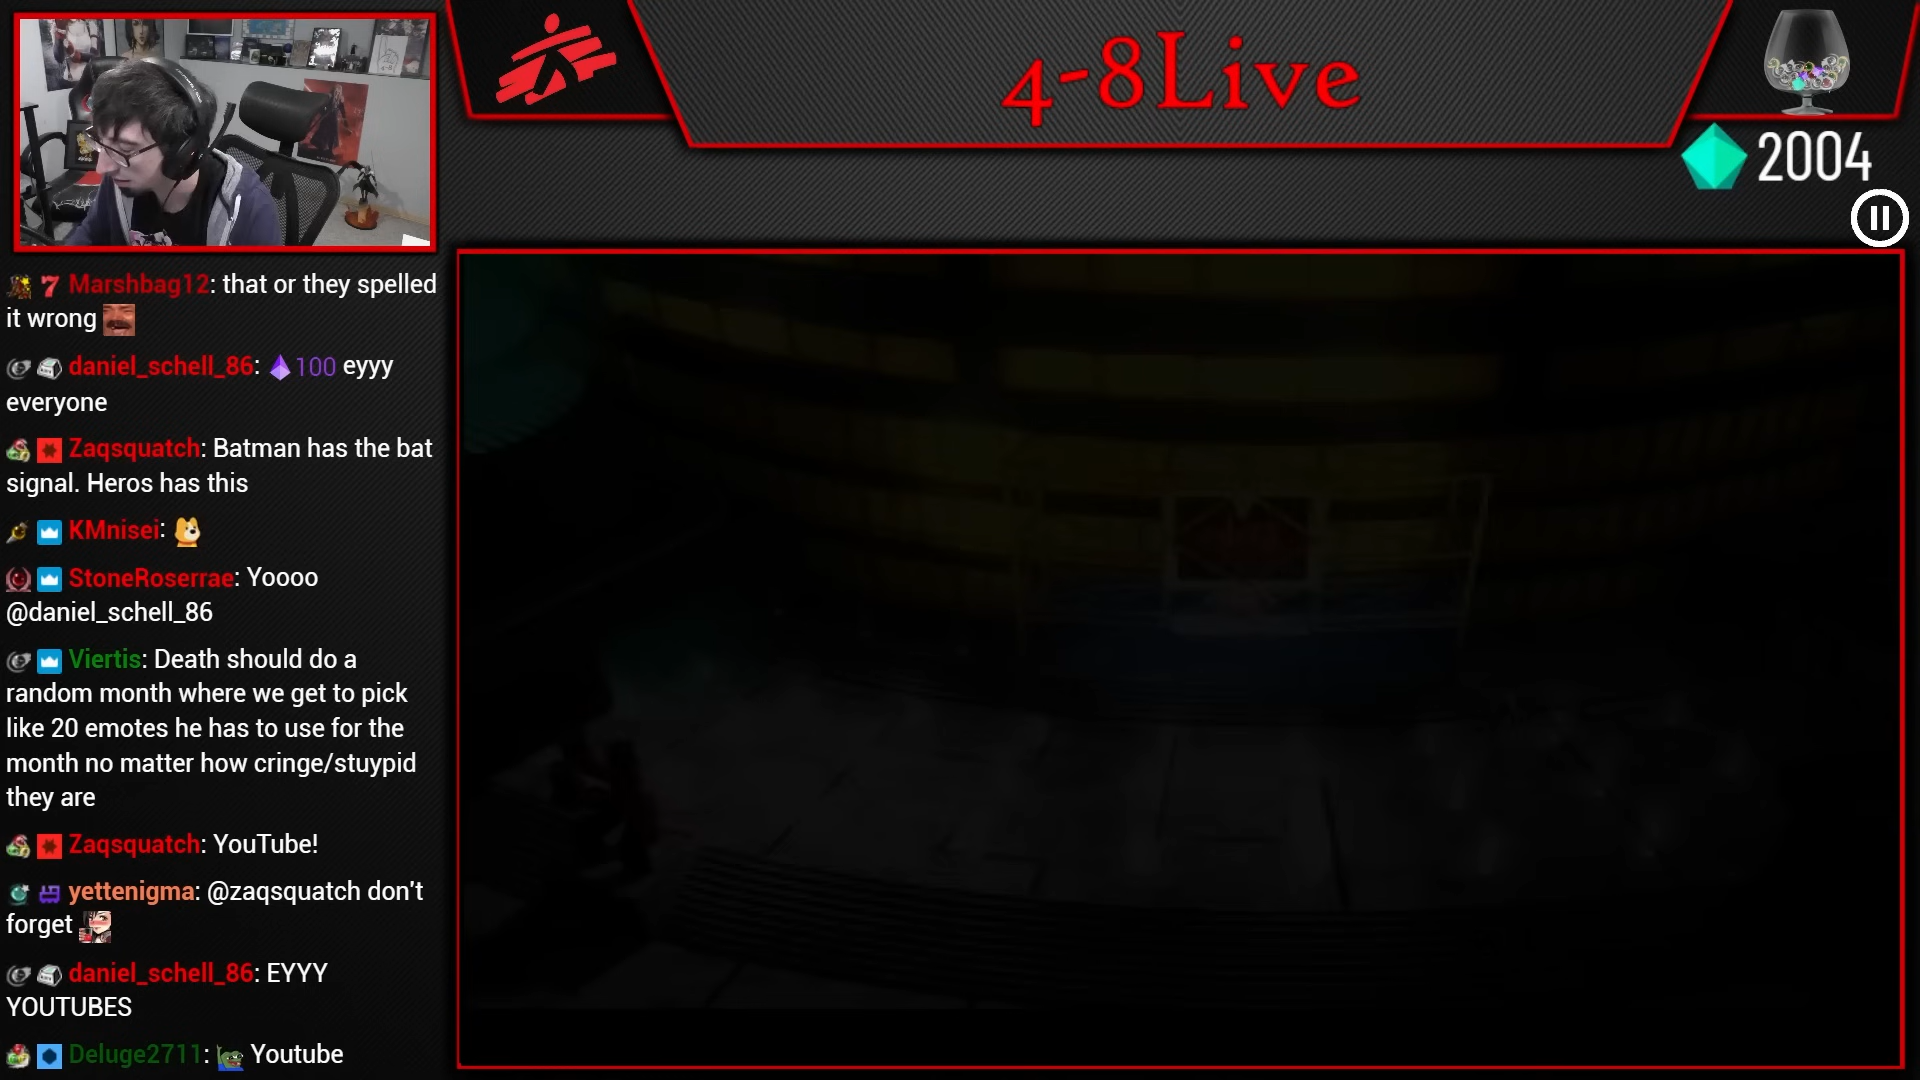 4-8Live
2004
Marshbag12: that or they spelled
it wrong
daniel_schell_86: 100 eyyy
everyone
Zaqsquatch: Batman has the bat
signal. Heros has this
KMnisei:
StoneRoserrae: Yoooo
@daniel_schell_86
Viertis: Death should do a
random month where we get to pick
like 20 emotes he has to use for the
month no matter how cringe/stuypid
they are
Zaqsquatch: YouTube!
yettenigma: @zaqsquatch don't
forget
daniel_schell_86: EYYY
YOUTUBES
Deluge2711: Youtube